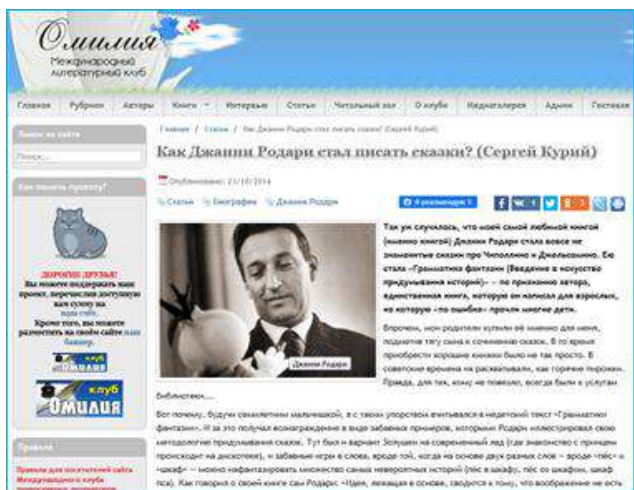 Омилия
Международный
литературный клуб
Главная Рубрики Авторы Книги Интервью Статьи Читальный зал О клубе Медиагалерея Админ Гостевая
Поиск на сайте
Поиск...
Главная / Статьи / Как Джанни Родари стал писать сказки? (Сергей Курий)
Как Джанни Родари стал писать сказки? (Сергей Курий)
Опубликовано: 23/10/2014
Статьи Биографии Джанни Родари
Я рекомендую
Как помочь проекту?
ДОРОГИЕ ДРУЗЬЯ!
Вы можете поддержать наш
проект, перечислив доступную
вам сумму на
наш счёт.
Кроме того, вы можете
разместить на своём сайте наш
баннер.
клуб
ОМИЛИЯ
клуб
ОМИЛИЯ
Правила
Правила для посетителей сайта
Международного клуба
Джанни Родари
Так уж случилось, что моей самой любимой книгой
(именно книгой) Джанни Родари стала вовсе не
знаменитые сказки про Чиполлино и Джельсомино. Ею
стала «Грамматика фантазии (Введение в искусство
придумывания историй)» – по признанию автора,
единственная книга, которую он написал для взрослых,
но которую «по ошибке» прочли многие дети.
Впрочем, мои родители купили её именно для меня,
подметив тягу сына к сочинению сказок. В то время
приобрести хорошие книжки было не так просто. В
советские времена их расхватывали, как горячие пирожки.
Правда, для тех, кому не повезло, всегда были к услугам
библиотеки...
Вот почему, будучи семилетним мальчишкой, я с таким упорством вчитывался в недетский текст «Грамматики
фантазии». И за это получал вознаграждение в виде забавных примеров, которыми Родари иллюстрировал свою
методологию придумывания сказок. Тут был и вариант Золушки на современный лад (где знакомство с принцем
происходит на дискотеке), и забавные игры в слова, вроде той, когда на основе двух разных слов – вроде «пёс» и
«шкаф» – можно нафантазировать множество самых невероятных историй (пёс в шкафу, пёс со шкафом, шкаф
пса). Как говорил о своей книге сам Родари: «Идея, лежащая в основе, сводится к тому, что воображение не есть